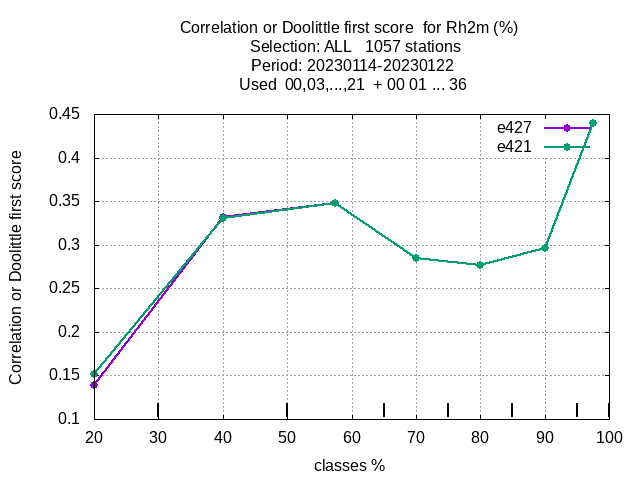 Correlation or Doolittle first score  for Rh2m (%)
Selection: ALL   1057 stations
Period: 20230114-20230122
Used  00,03,...,21  + 00 01 ... 36
Correlation or Doolittle first score
0.45
0.4
0.35
0.3
0.25
0.2
0.15
0.1
e427
e421
20 30 40 50 60 70 80 90 100
classes %